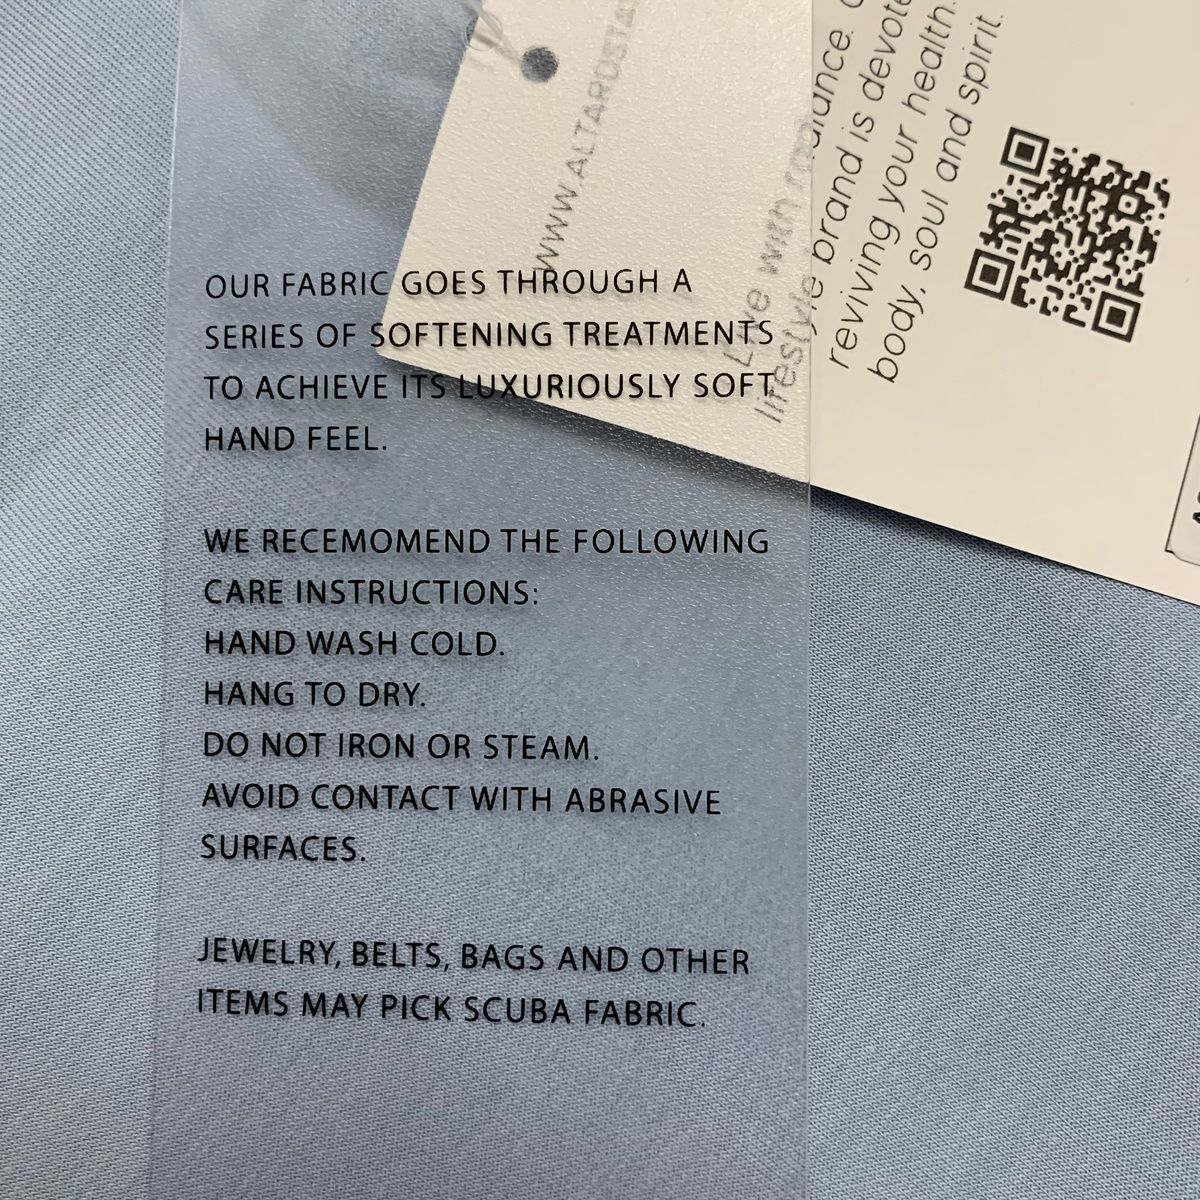 OUR FABRIC GOES THROUGH A
SERIES OF SOFTENING TREATMENTS
TO ACHIEVE ITS LUXURIOUSLY SOFT
HAND FEEL.
WE RECEMOMEND THE FOLLOWING
CARE INSTRUCTIONS:
HAND WASH COLD.
HANG TO DRY.
DO NOT IRON OR STEAM.
AVOID CONTACT WITH ABRASIVE
SURFACES.
JEWELRY, BELTS, BAGS AND OTHER
ITEMS MAY PICK SCUBA FABRIC.
Live with
lifestyle brand is
reviving your health.
body, soul and spirit.